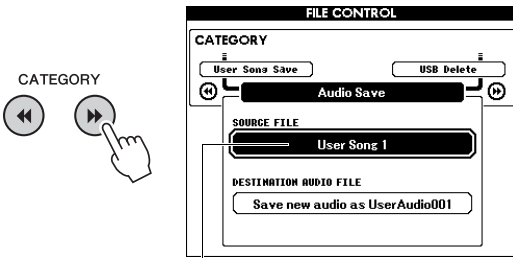 FILE CONTROL
CATEGORY
User Song Save
USB Delete
Audio Save
CATEGORY
SOURCE FILE
User Song 1
DESTINATION AUDIO FILE
Save new audio as UserAudio001